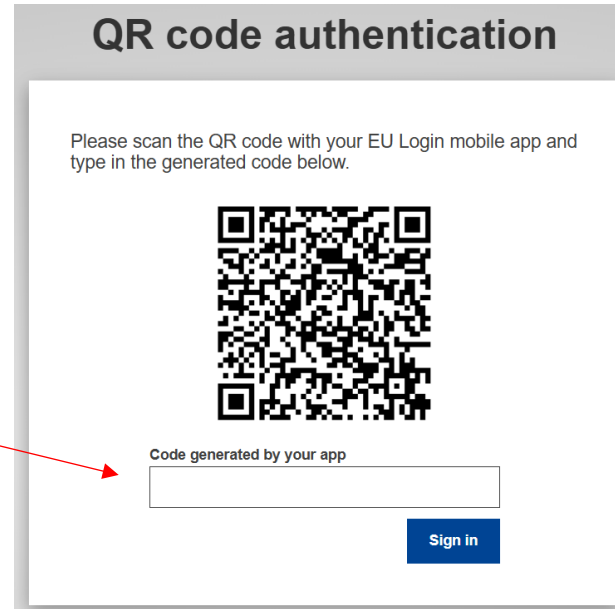 QR code authentication
Please scan the QR code with your EU Login mobile app and
type in the generated code below.
Code generated by your app
Sign in